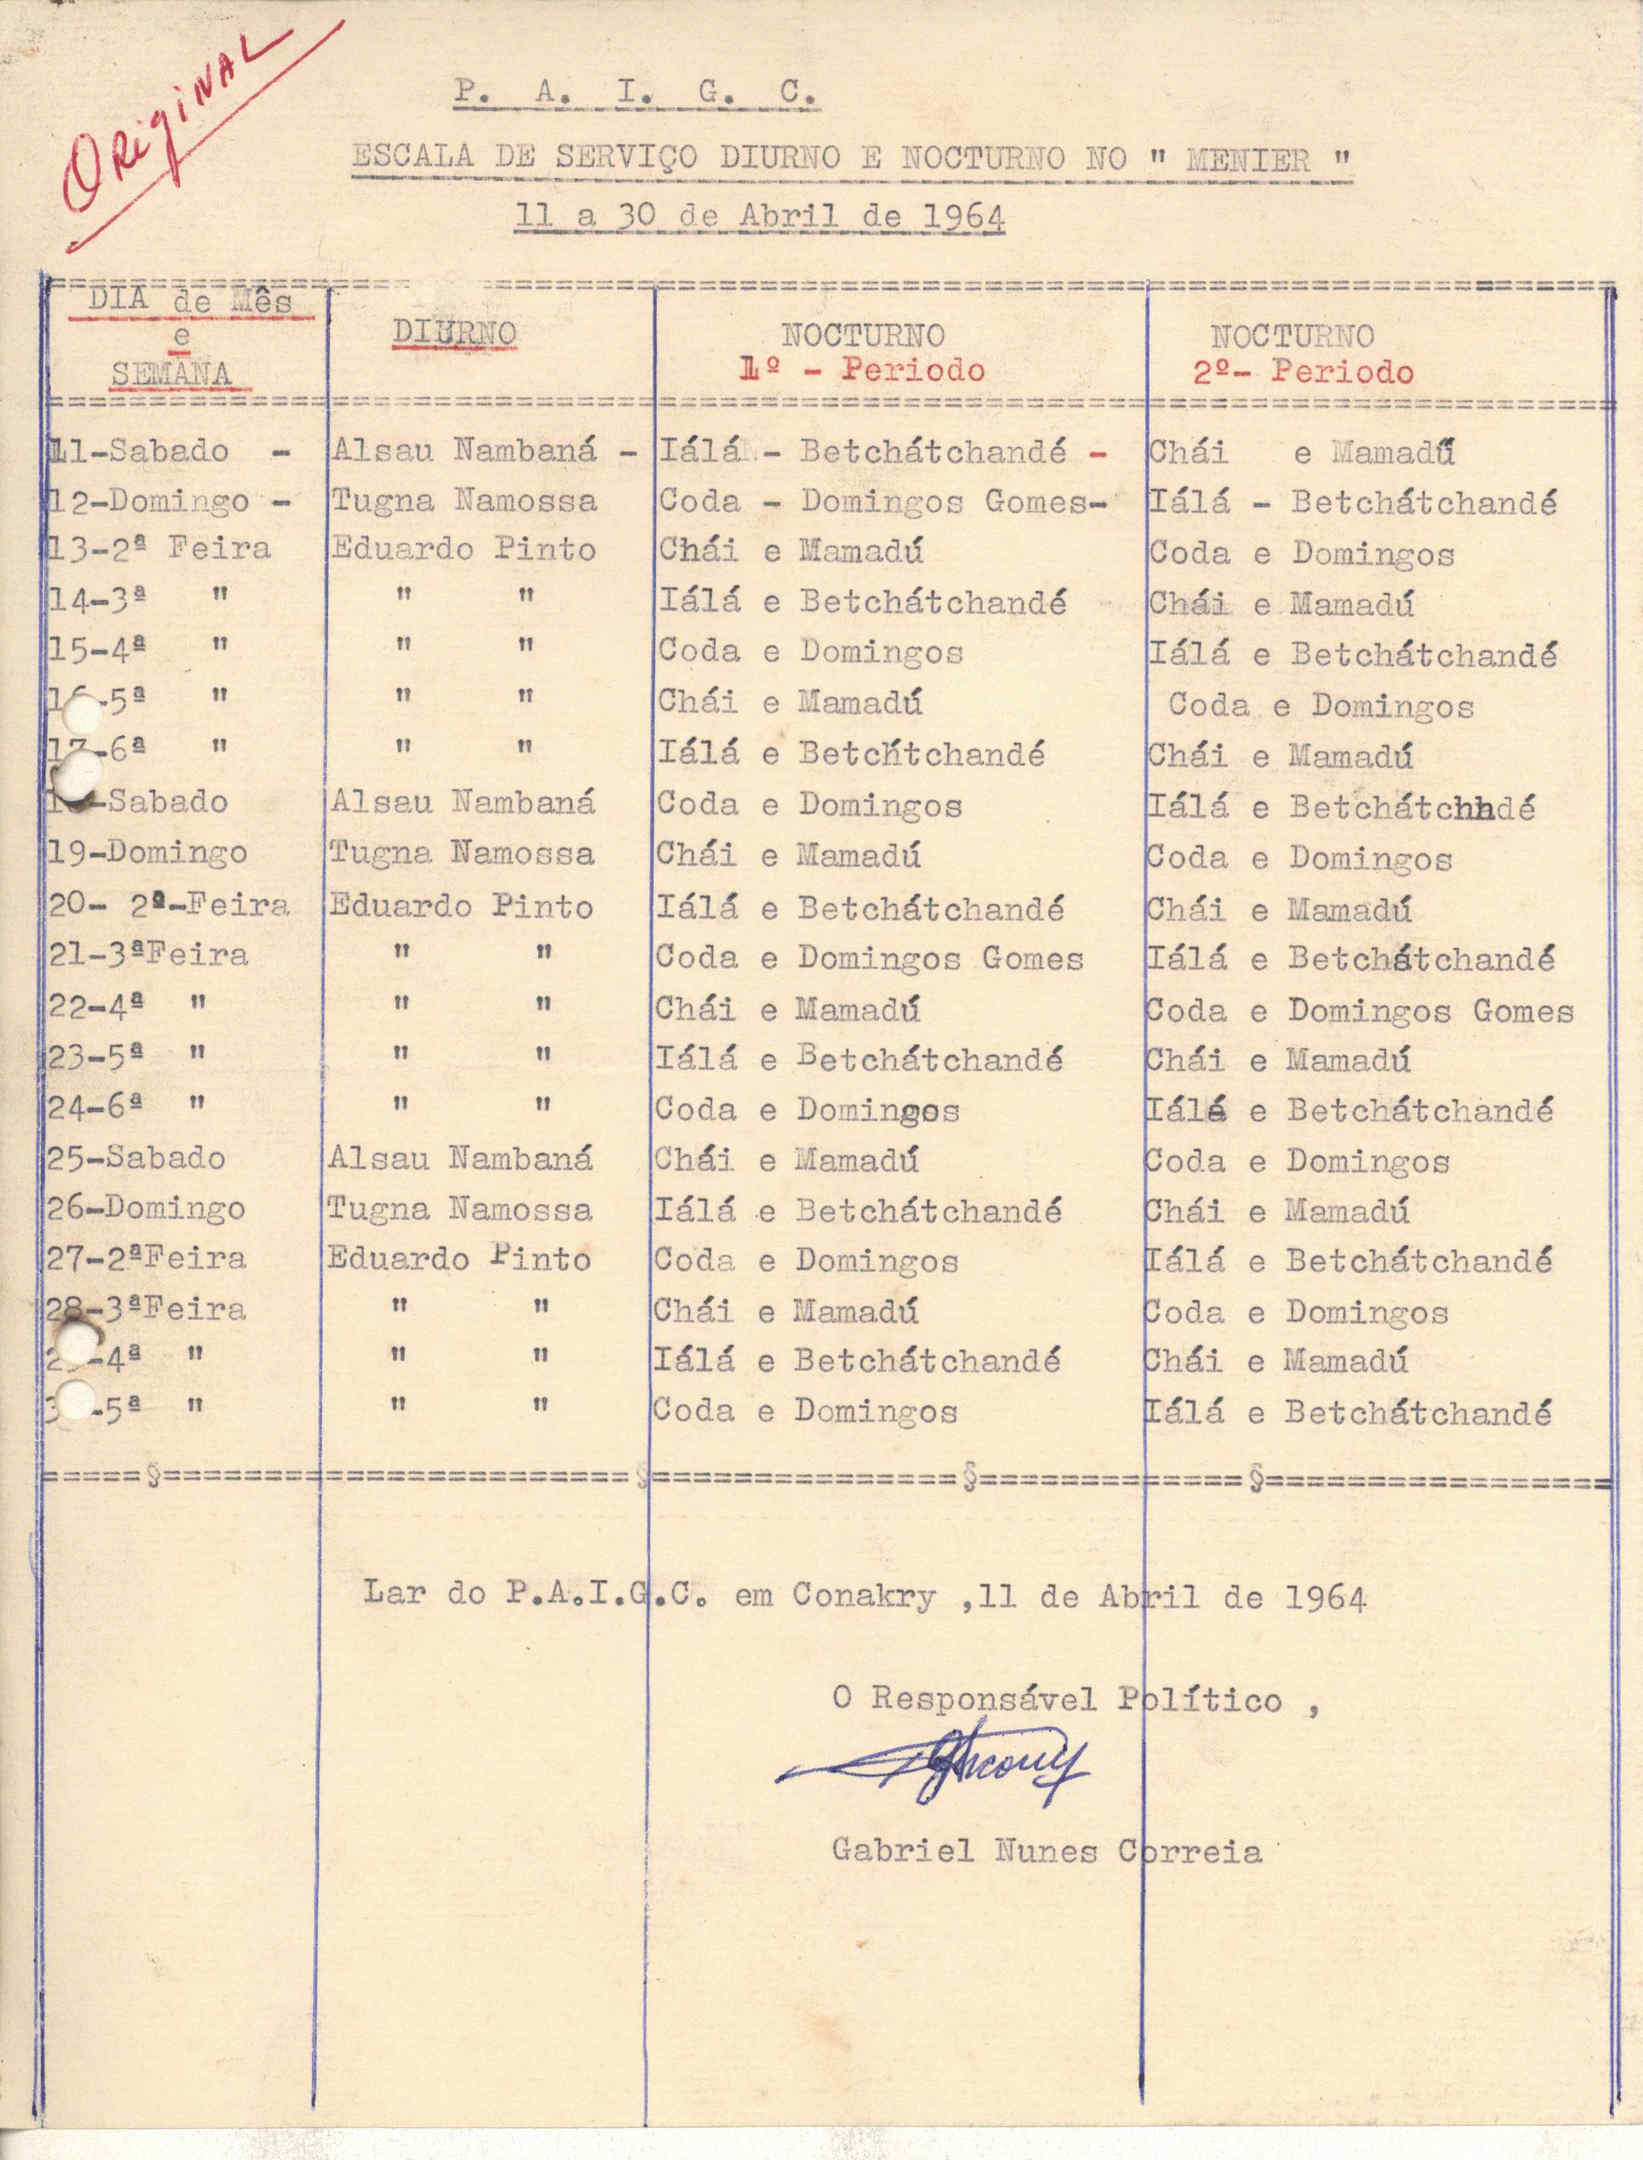 ORiginAL
P. A. I. G. C.
ESCALA DE SERVIÇO DIURNO E NOCTURNO NO " MENIER "
11 a 30 de Abril de 1964
DIA de Mês
e
SEMANA
DIURNO
NOCTURNO
1º - Periodo
NOCTURNO
2º- Periodo
11-Sabado - Alsau Nambaná - Iálá - Betchátchandé - Chái e Mamadú
12-Domingo - Tugna Namossa Coda - Domingos Gomes- Iálá - Betchátchandé
13-2ª Feira Eduardo Pinto Chái e Mamadú Coda e Domingos
14-3ª " " " Iálá e Betchátchandé Chái e Mamadú
15-4ª " " " Coda e Domingos Iálá e Betchátchandé
-5ª " " " Chái e Mamadú Coda e Domingos
17-6ª " " " Iálá e Betchtchandé Chái e Mamadú
-Sabado Alsau Nambaná Coda e Domingos Iálá e Betchátchhdé
19-Domingo Tugna Namossa Chái e Mamadú Coda e Domingos
20- 2ª-Feira Eduardo Pinto Iálá e Betchátchandé Chái e Mamadú
21-3ªFeira " " Coda e Domingos Gomes Iálá e Betchátchandé
22-4ª " " " Chái e Mamadú Coda e Domingos Gomes
23-5ª " " " Iálá e Betchátchandé Chái e Mamadú
24-6ª " " " Coda e Domingos Iálá e Betchátchandé
25-Sabado Alsau Nambaná Chái e Mamadú Coda e Domingos
26-Domingo Tugna Namossa Iálá e Betchátchandé Chái e Mamadú
27-2ªFeira Eduardo Pinto Coda e Domingos Iálá e Betchátchandé
28-3ªFeira " " Chái e Mamadú Coda e Domingos
-4ª " " " Iálá e Betchátchandé Chái e Mamadú
-5ª " " " Coda e Domingos Iálá e Betchátchandé
Lar do P.A.I.G.C. em Conakry ,11 de Abril de 1964
O Responsável Político ,
Gabriel Nunes Correia